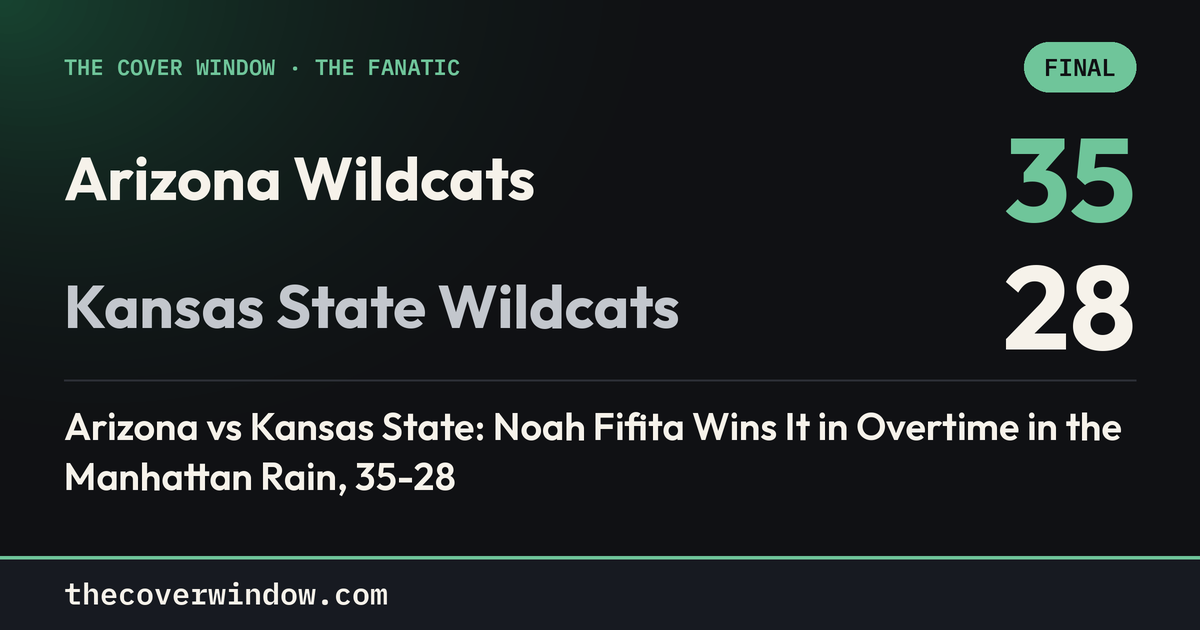 THE COVER WINDOW · THE FANATIC
FINAL
Arizona Wildcats
35
Kansas State Wildcats
28
Arizona vs Kansas State: Noah Fifita Wins It in Overtime in the
Manhattan Rain, 35-28
thecoverwindow.com